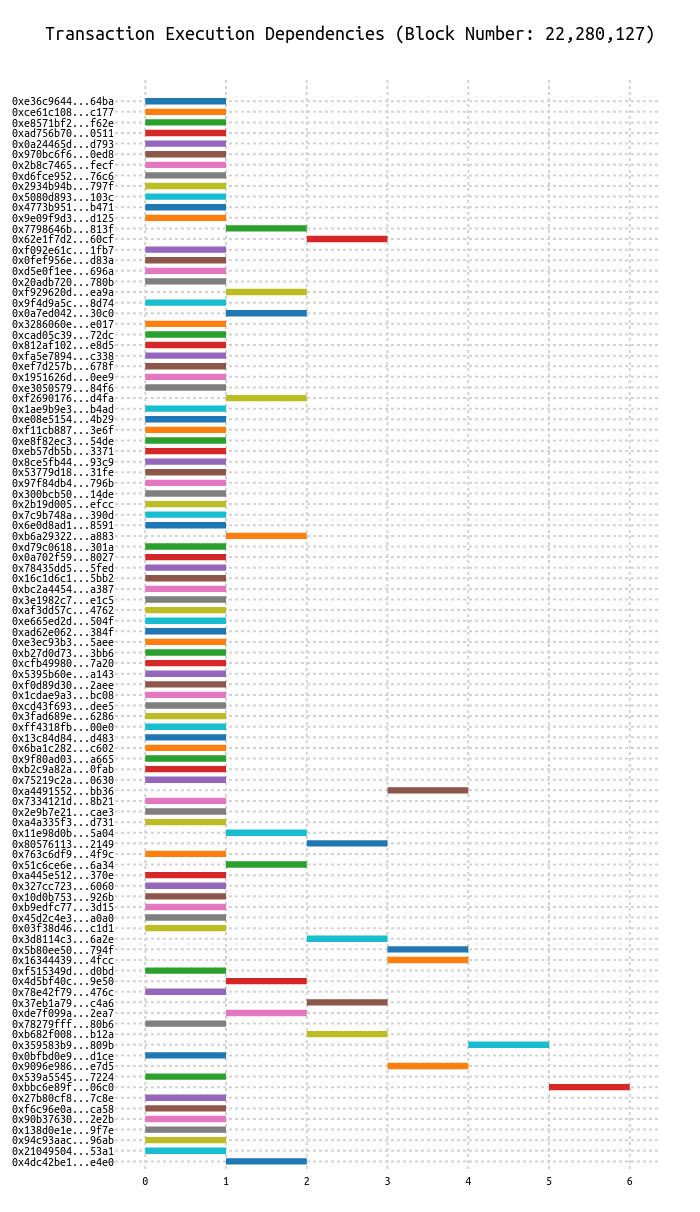 Transaction Execution Dependencies (Block Number: 22,280,127)
0xe36c9644...64ba
0xce61c108...c177
0xe8571bf2...f62e
0xad756b70...0511
0x0a24465d...d793
0x970bc6f6...0ed8
0x2b8c7465...fecf
0xd6fce952...76c6
0x2934b94b...797f
0x5080d893...103c
0x4773b951...b471
0x9e09f9d3...d125
0x7798646b...813f
0x62e1f7d2...60cf
0xf092e61c...1fb7
0x0fef956e...d83a
0xd5e0f1ee...696a
0x20adb720...780b
0xf929620d...ea9a
0x9f4d9a5c...8d74
0x0a7ed042...30c0
0x3286060e...e017
0xcad05c39...72dc
0x812af102...e8d5
0xfa5e7894...c338
0xef7d257b...678f
0x1951626d...0ee9
0xe3050579...84f6
0xf2690176...d4fa
0x1ae9b9e3...b4ad
0xe08e5154...4b29
0xf11cb887...3e6f
0xe8f82ec3...54de
0xeb57db5b...3371
0x8ce5fb44...93c9
0x53779d18...31fe
0x97f84db4...796b
0x300bcb50...14de
0x2b19d005...efcc
0x7c9b748a...390d
0x6e0d8ad1...8591
0xb6a29322...a883
0xd79c0618...301a
0x0a702f59...8027
0x78435dd5...5fed
0x16c1d6c1...5bb2
0xbc2a4454...a387
0x3e1982c7...e1c5
0xaf3dd57c...4762
0xe665ed2d...504f
0xad62e062...384f
0xe3ec93b3...5aee
0xb27d0d73...3bb6
0xcfb49980...7a20
0x5395b60e...a143
0xf0d89d30...2aee
0x1cdae9a3...bc08
0xcd43f693...dee5
0x3fad689e...6286
0xff4318fb...00e0
0x13c84d84...d483
0x6ba1c282...c602
0x9f80ad03...a665
0xb2c9a82a...0fab
0x75219c2a...0630
0xa4491552...bb36
0x7334121d...8b21
0x2e9b7e21...cae3
0xa4a335f3...d731
0x11e98d0b...5a04
0x80576113...2149
0x763c6df9...4f9c
0x51c6ce6e...6a34
0xa445e512...370e
0x327cc723...6060
0x10d0b753...926b
0xb9edfc77...3d15
0x45d2c4e3...a0a0
0x03f38d46...c1d1
0x3d8114c3...6a2e
0x5b80ee50...794f
0x16344439...4fcc
0xf515349d...d0bd
0x4d5bf40c...9e50
0x78e42f79...476c
0x37eb1a79...c4a6
0xde7f099a...2ea7
0x78279fff...80b6
0xb682f008...b12a
0x359583b9...809b
0x0bfbd0e9...d1ce
0x9096e986...e7d5
0x539a5545...7224
0xbbc6e89f...06c0
0x27b80cf8...7c8e
0xf6c96e0a...ca58
0x90b37630...2e2b
0x138d0e1e...9f7e
0x94c93aac...96ab
0x21049504...53a1
0x4dc42be1...e4e0
0 1 2 3 4 5 6